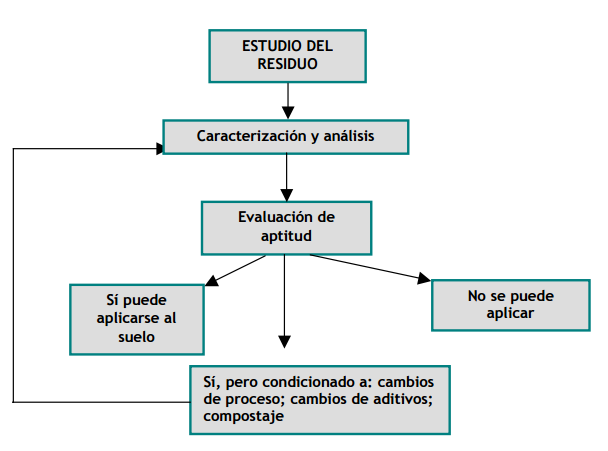 ESTUDIO DEL
RESIDUO
Caracterización y análisis
Evaluación de
aptitud
Sí puede
aplicarse al
suelo
No se puede
aplicar
Sí, pero condicionado a: cambios
de proceso; cambios de aditivos;
compostaje